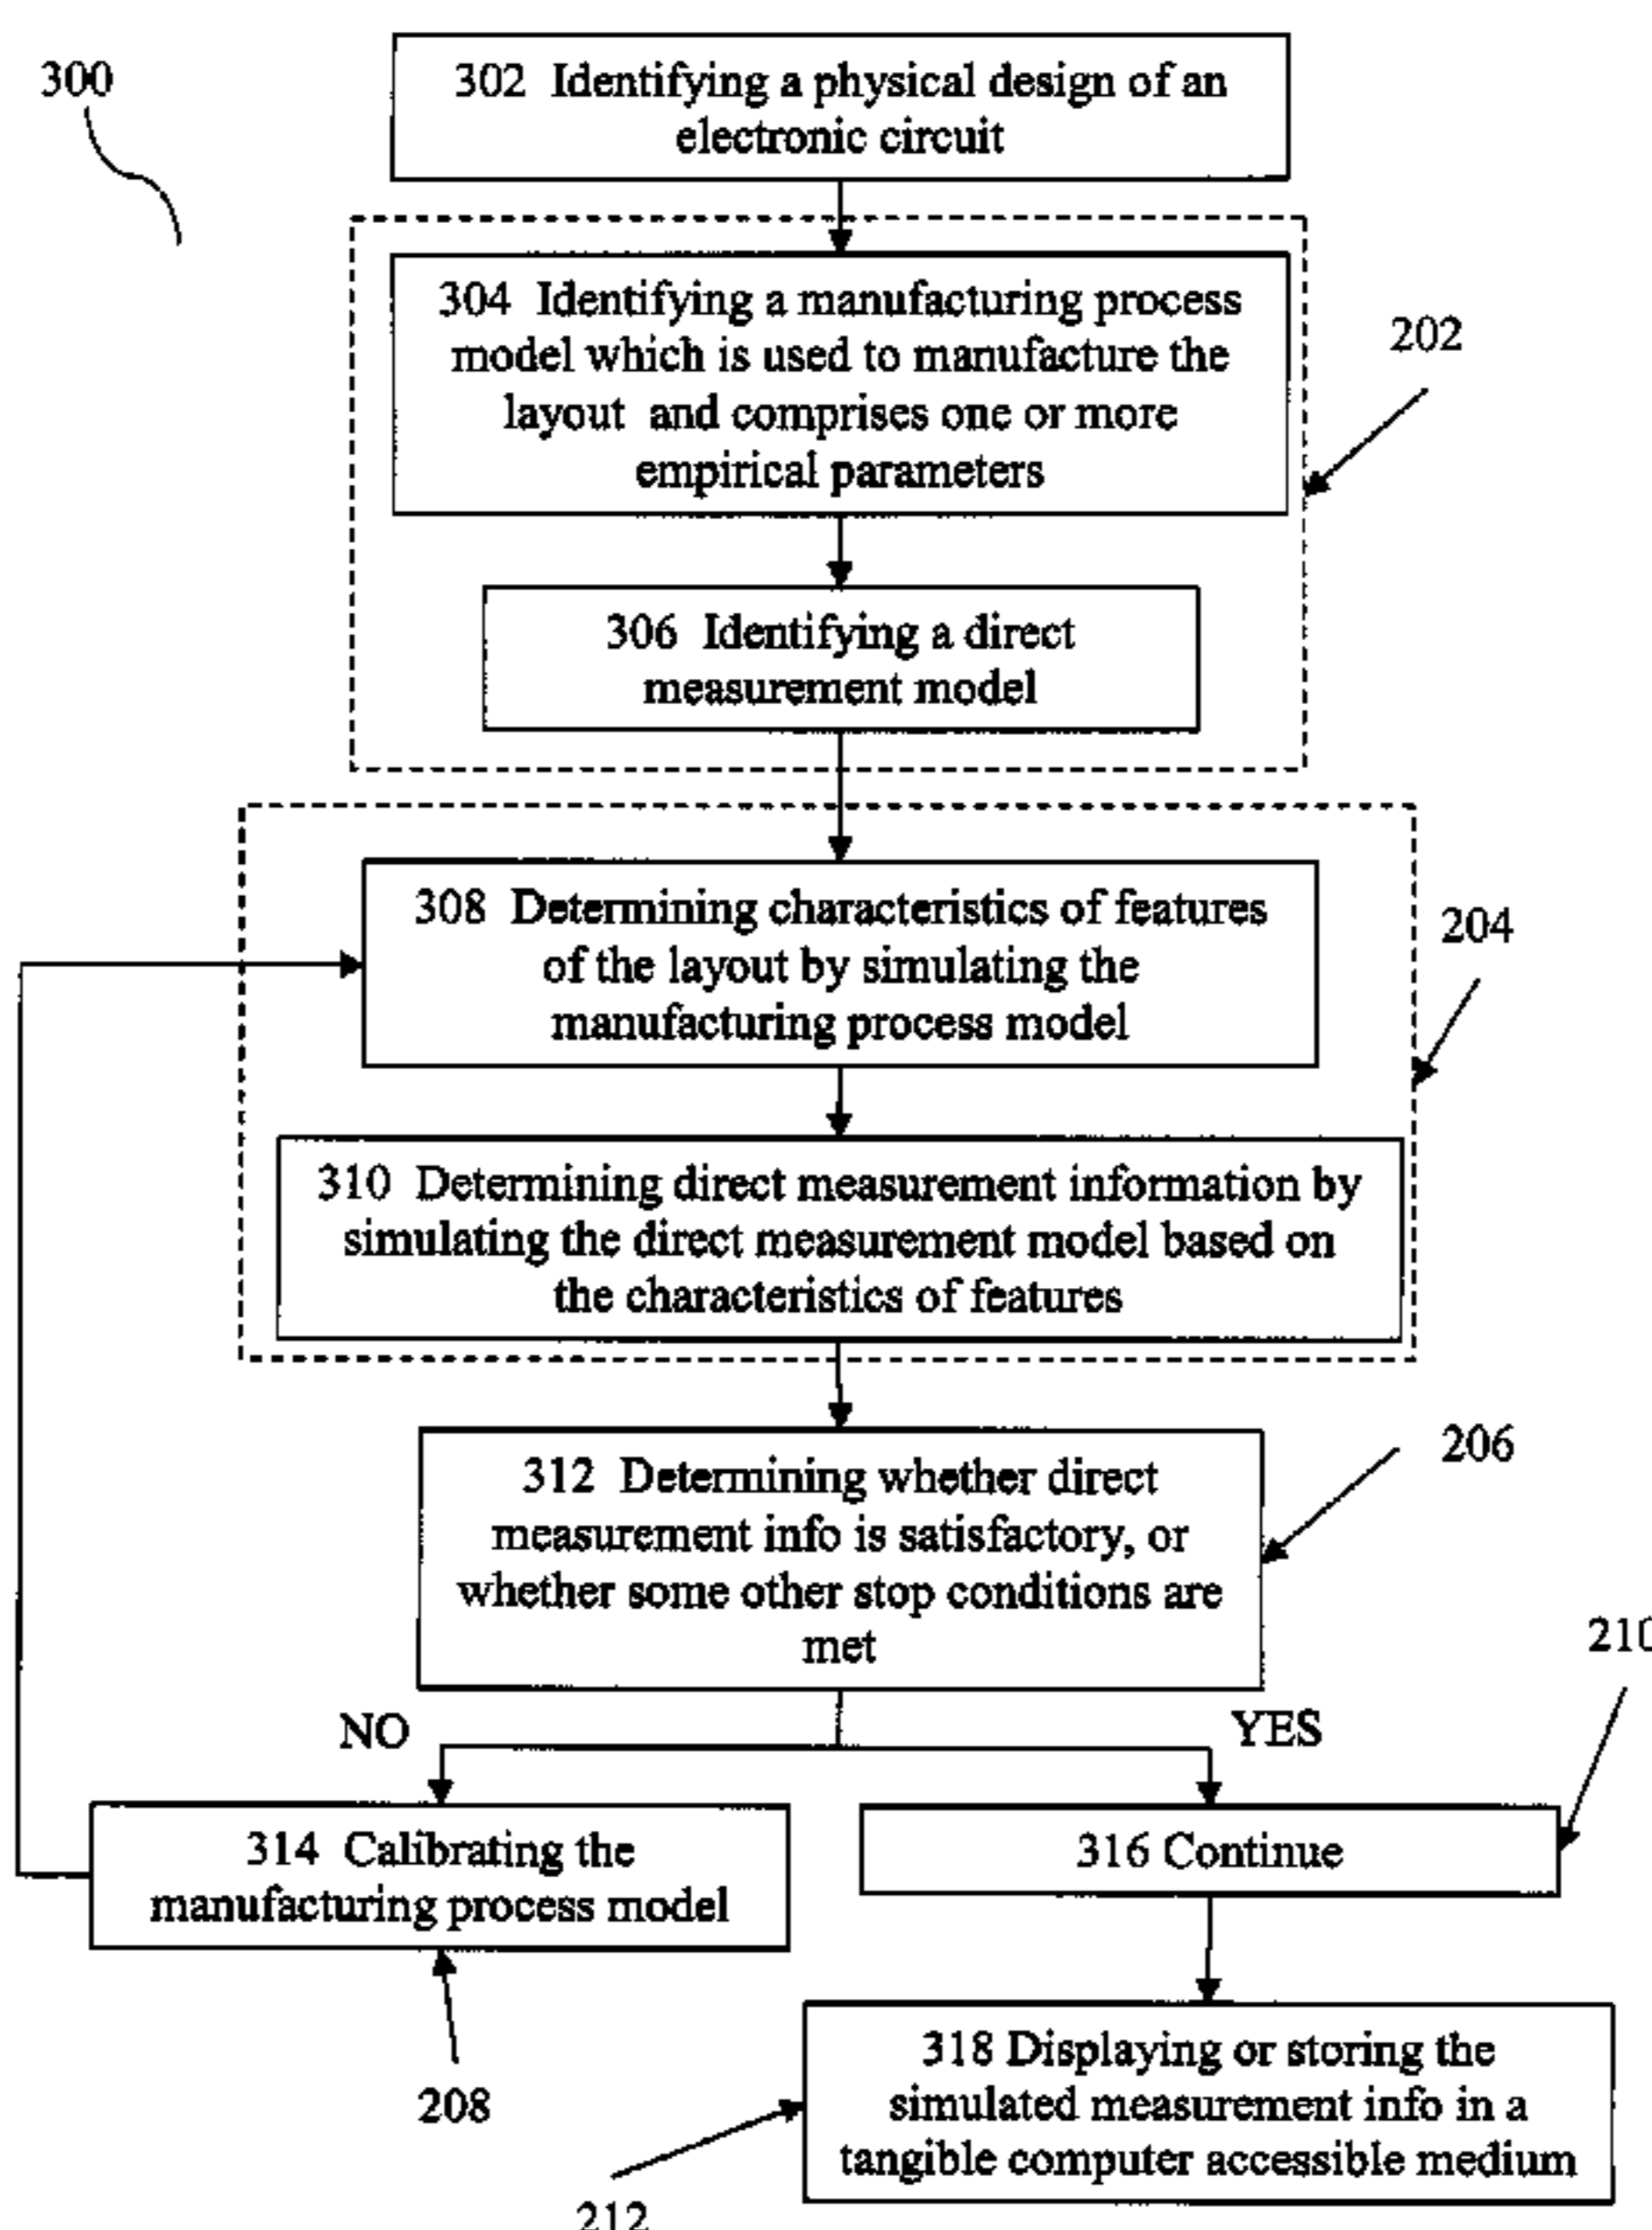 300
302 Identifying a physical design of an
electronic circuit
304 Identifying a manufacturing process
model which is used to manufacture the
layout and comprises one or more
empirical parameters
202
306 Identifying a direct
measurement model
308 Determining characteristics of features
of the layout by simulating the
manufacturing process model
204
310 Determining direct measurement information by
simulating the direct measurement model based on
the characteristics of features
312 Determining whether direct
measurement info is satisfactory, or
whether some other stop conditions are
met
206
210
NO
YES
314 Calibrating the
manufacturing process model
316 Continue
208
318 Displaying or storing the
simulated measurement info in a
tangible computer accessible medium
212